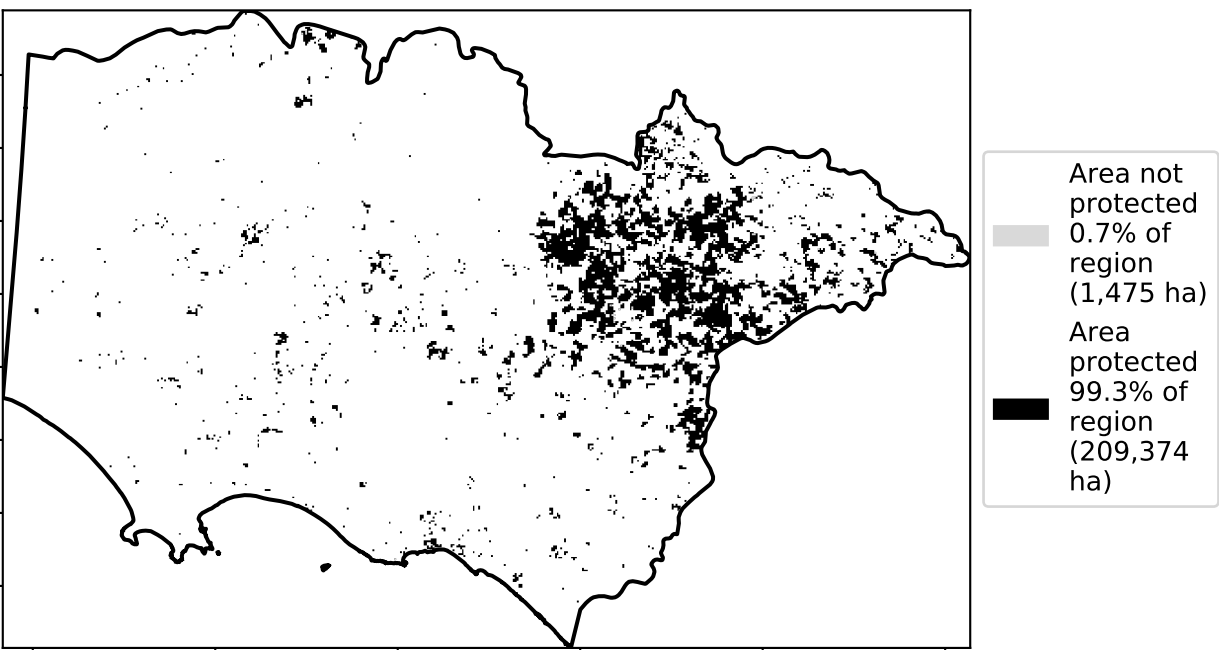 Area not
protected
0.7% of
region
(1,475 ha)
Area
protected
99.3% of
region
(209,374
ha)